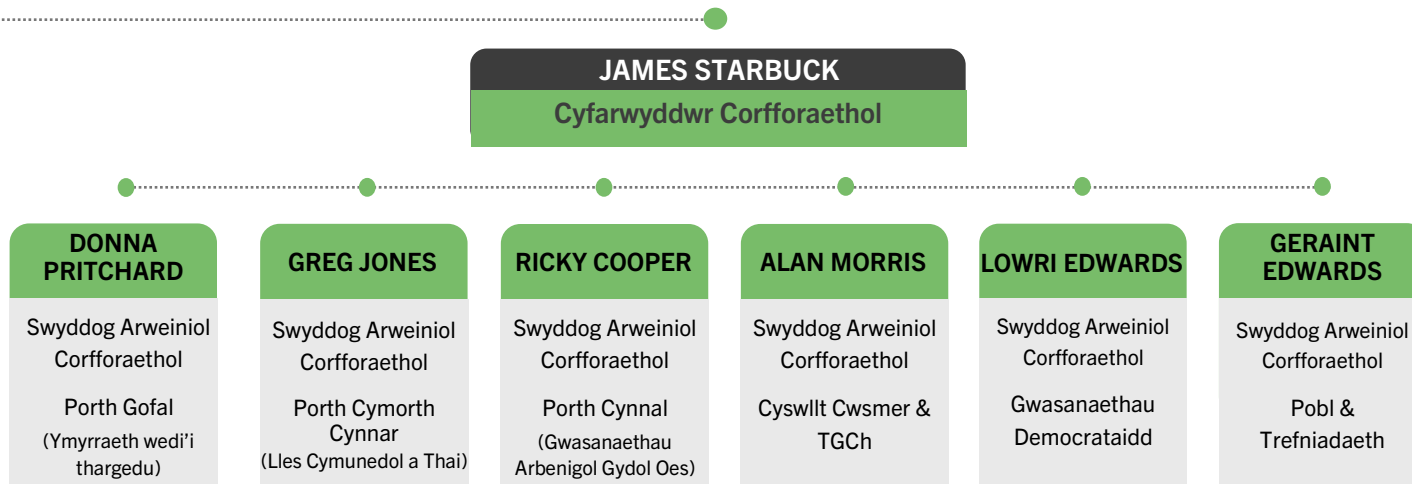 JAMES STARBUCK
Cyfarwyddwr Corfforaethol
DONNA
PRITCHARD
Swyddog Arweiniol
Corfforaethol
Porth Gofal
(Ymyrraeth wedi'i
thargedu)
GREG JONES
Swyddog Arweiniol
Corfforaethol
Porth Cymorth
Cynnar
(Lles Cymunedol a Thai)
RICKY COOPER
Swyddog Arweiniol
Corfforaethol
Porth Cynnal
(Gwasanaethau
Arbenigol Gydol Oes)
ALAN MORRIS
Swyddog Arweiniol
Corfforaethol
Cyswllt Cwsmer &
TGCh
LOWRI EDWARDS
Swyddog Arweiniol
Corfforaethol
Gwasanaethau
Democrataidd
GERAINT
EDWARDS
Swyddog Arweiniol
Corfforaethol
Pobl &
Trefniadaeth